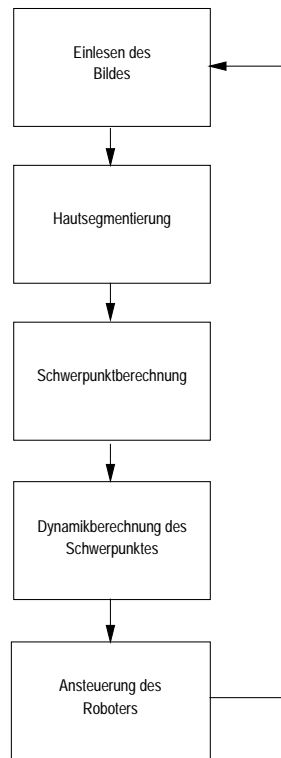 Einlesen des
Bildes
Hautsegmentierung
Schwerpunktberechnung
Dynamikberechnung des
Schwerpunktes
Ansteuerung des
Roboters